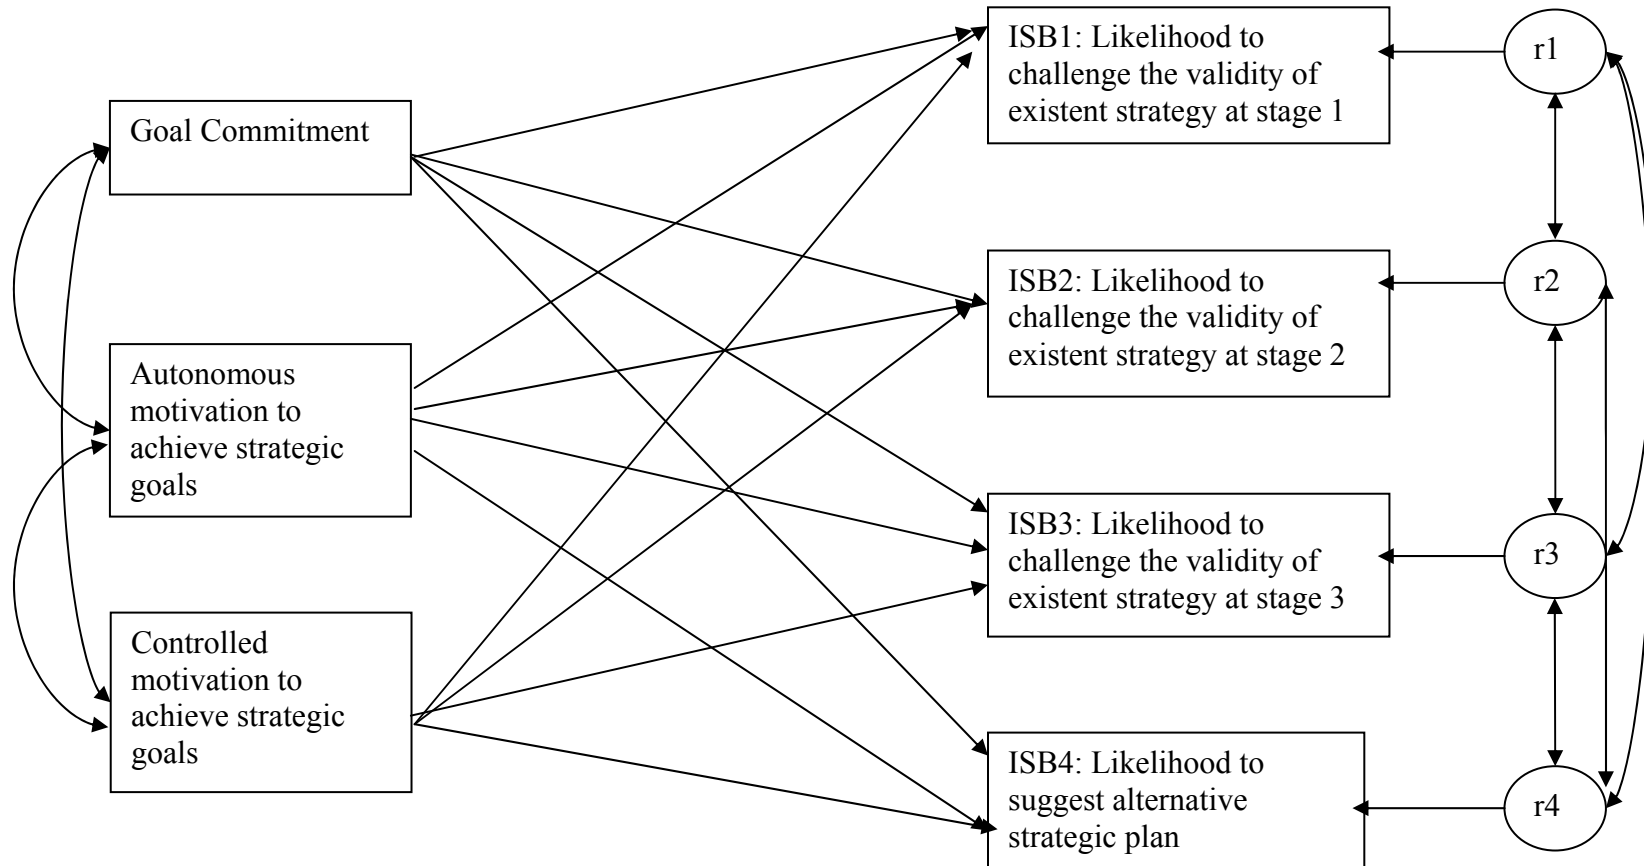 Goal Commitment
Autonomous
motivation to
achieve strategic
goals
Controlled
motivation to
achieve strategic
goals
ISB1: Likelihood to
challenge the validity of
existent strategy at stage 1
ISB2: Likelihood to
challenge the validity of
existent strategy at stage 2
ISB3: Likelihood to
challenge the validity of
existent strategy at stage 3
ISB4: Likelihood to
suggest alternative
strategic plan
r1
r2
r3
r4